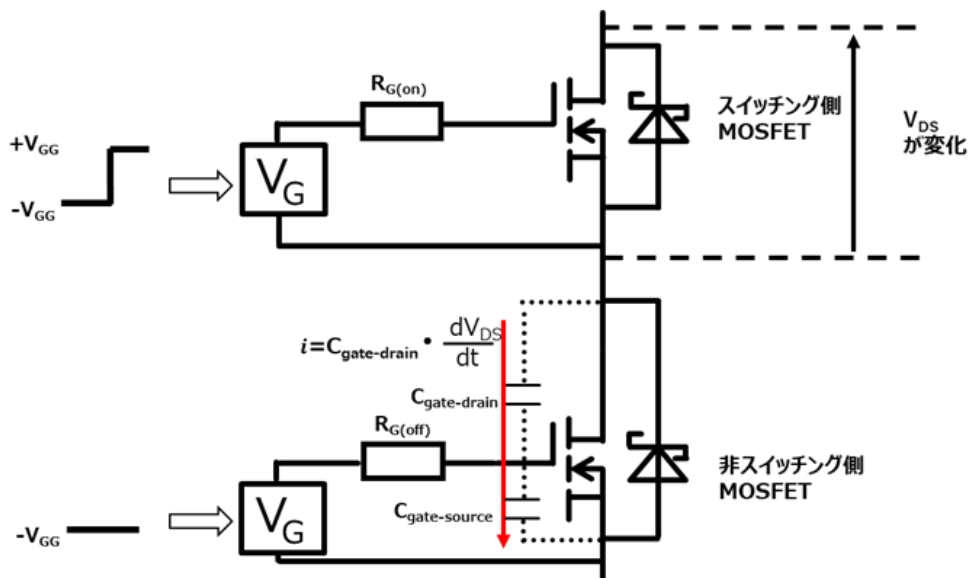 R_G(on)
スイッチング側
MOSFET
V_DS
が変化
+V_GG
-V_GG
V_G
i=C_gate-drain・dV_DS/dt
C_gate-drain
R_G(off)
非スイッチング側
MOSFET
C_gate-source
-V_GG
V_G